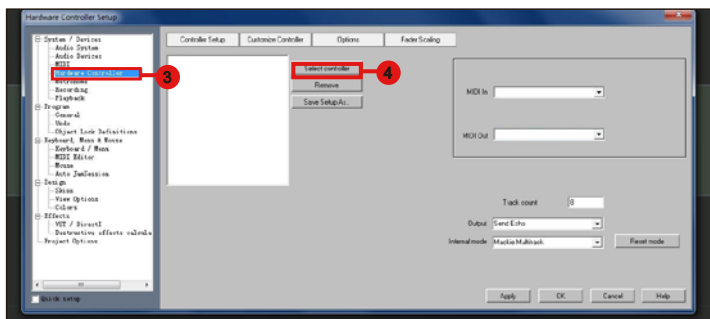 Hardware Controller Setup
System / Devices
Audio System
Audio Devices
MIDI
Hardware Controller
Metronome
Recording
Playback
Program
General
Undo
Object Lock Definitions
Keyboard, Menu & Mouse
Keyboard / Menu
MIDI Editor
Mouse
Auto JamSession
Design
Skins
View Options
Colors
Effects
VST / DirectX
Destructive effects calcula
Project Options
Quick setup
3
Controller Setup
Customize Controller
Options
Fader Scaling
Select controller
4
Remove
Save Setup As..
MIDI In
MIDI Out
Track count
8
Output
Send Echo
Internal mode
Mackie Multitrack
Reset mode
Apply
OK
Cancel
Help